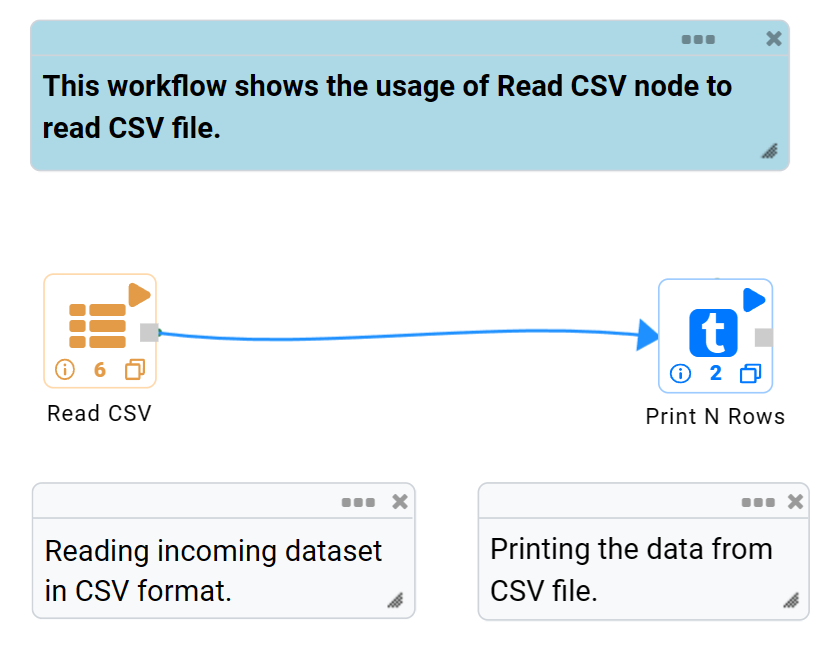 This workflow shows the usage of Read CSV node to
read CSV file.
6
t
2
Read CSV
Print N Rows
Reading incoming dataset
in CSV format.
Printing the data from
CSV file.